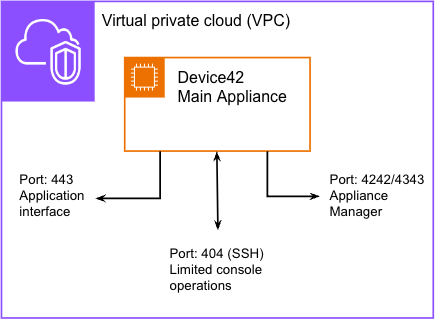 Virtual private cloud (VPC)
Device42
Main Appliance
Port: 443
Application
interface
Port: 404 (SSH)
Limited console
operations
Port: 4242/4343
Appliance
Manager